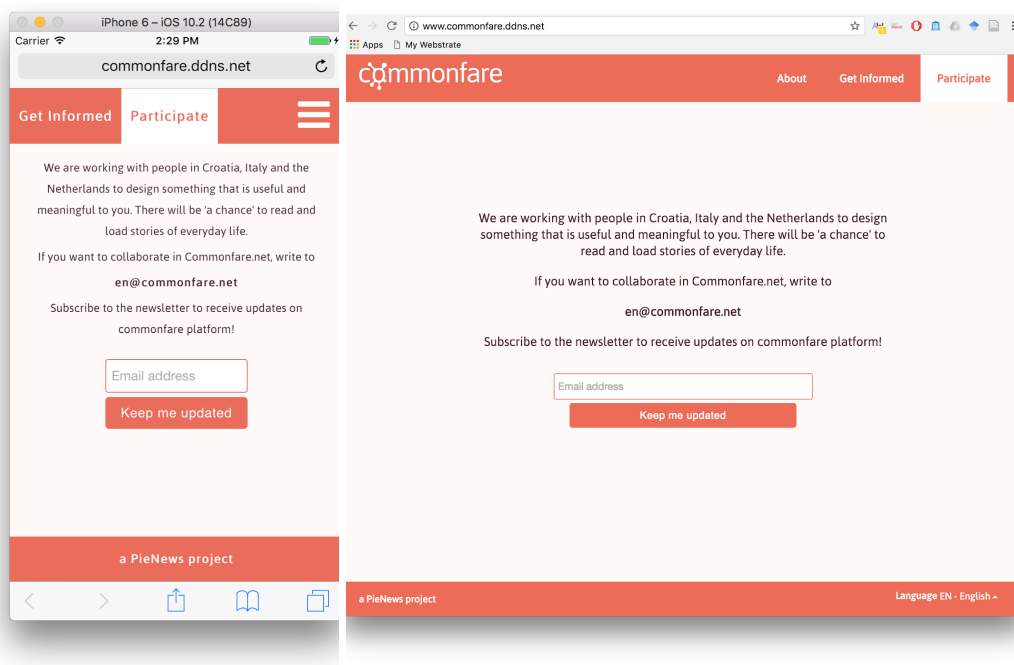 iPhone 6 – iOS 10.2 (14C89)
Carrier
2:29 PM
commonfare.ddns.net
Get Informed
Participate
We are working with people in Croatia, Italy and the
Netherlands to design something that is useful and
meaningful to you. There will be 'a chance' to read and
load stories of everyday life.
If you want to collaborate in Commonfare.net, write to
en@commonfare.net
Subscribe to the newsletter to receive updates on
commonfare platform!
Email address
Keep me updated
a PieNews project
www.commonfare.ddns.net
Apps
My Webstrate
commonfare
About
Get Informed
Participate
We are working with people in Croatia, Italy and the Netherlands to design
something that is useful and meaningful to you. There will be 'a chance' to
read and load stories of everyday life.
If you want to collaborate in Commonfare.net, write to
en@commonfare.net
Subscribe to the newsletter to receive updates on commonfare platform!
Email address
Keep me updated
a PieNews project
Language EN - English